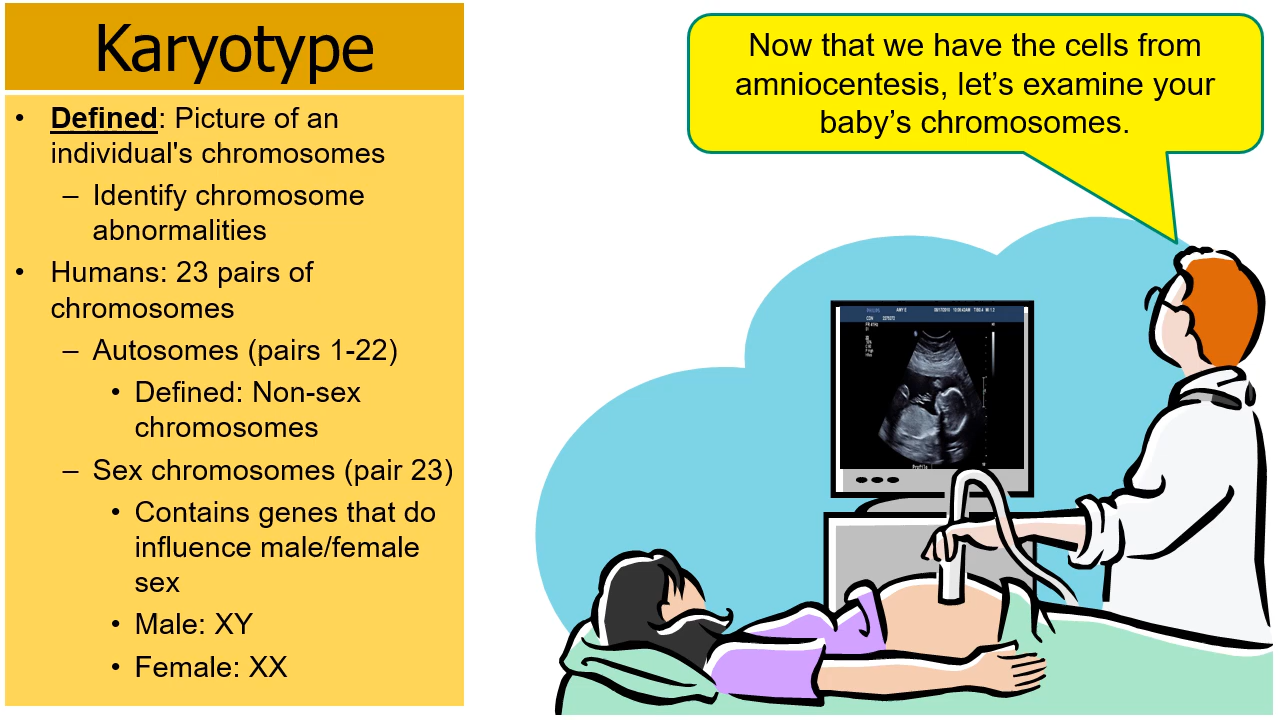 Karyotype
• Defined: Picture of an
individual's chromosomes
– Identify chromosome
abnormalities
• Humans: 23 pairs of
chromosomes
– Autosomes (pairs 1-22)
• Defined: Non-sex
chromosomes
– Sex chromosomes (pair 23)
• Contains genes that do
influence male/female
sex
• Male: XY
• Female: XX
Now that we have the cells from
amniocentesis, let’s examine your
baby’s chromosomes.
Profile